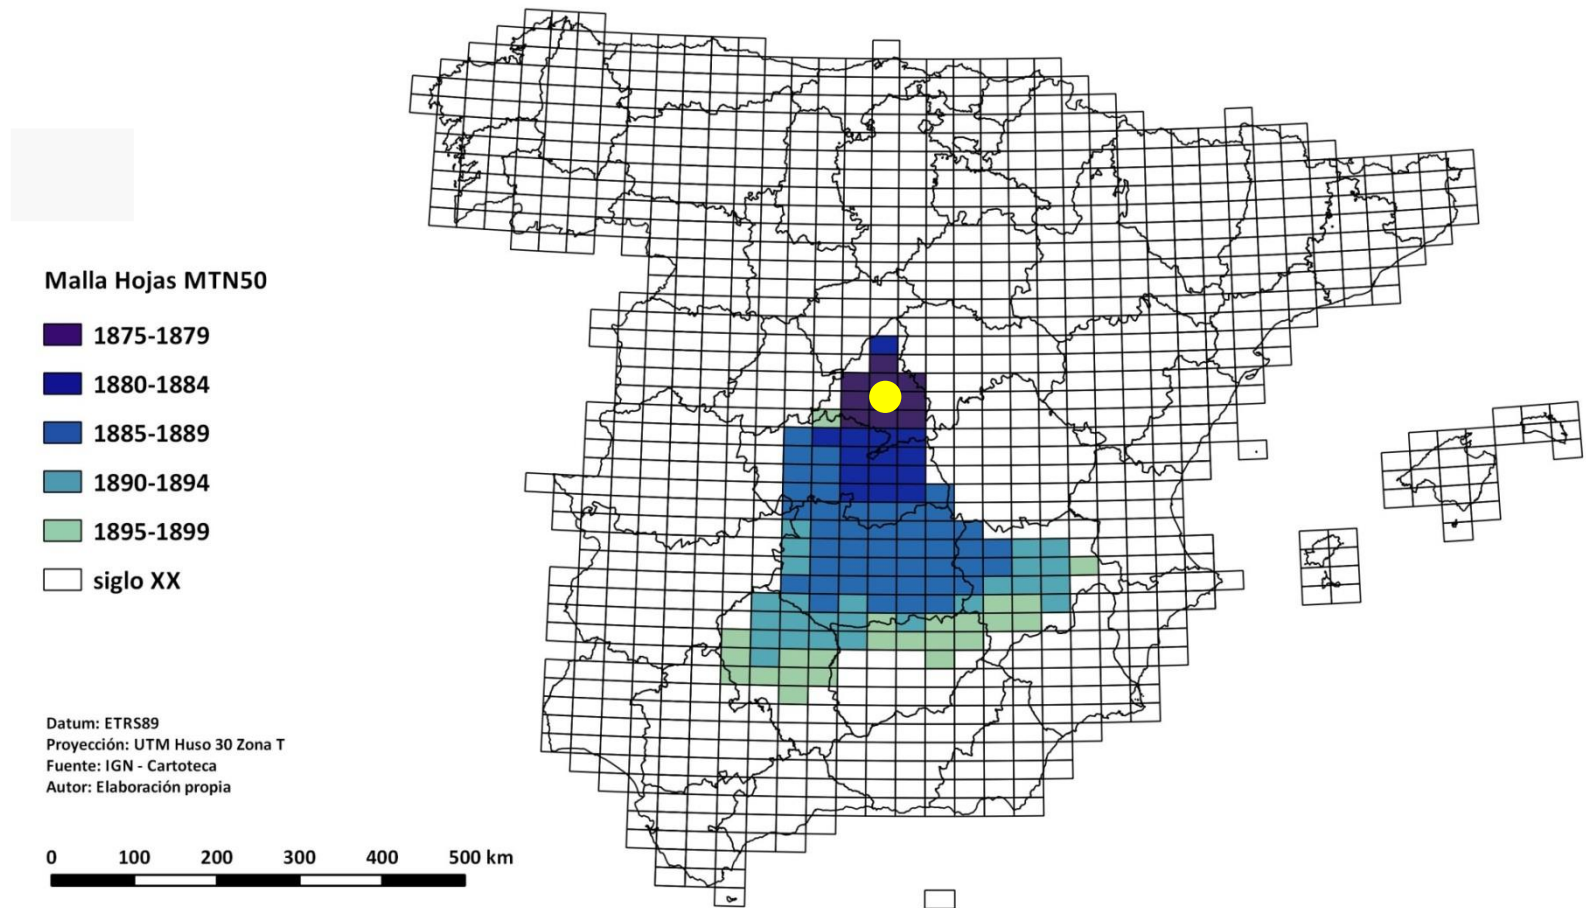 Malla Hojas MTN50
1875-1879
1880-1884
1885-1889
1890-1894
1895-1899
siglo XX
Datum: ETRS89
Proyección: UTM Huso 30 Zona T
Fuente: IGN - Cartoteca
Autor: Elaboración propia
0 100 200 300 400 500 km